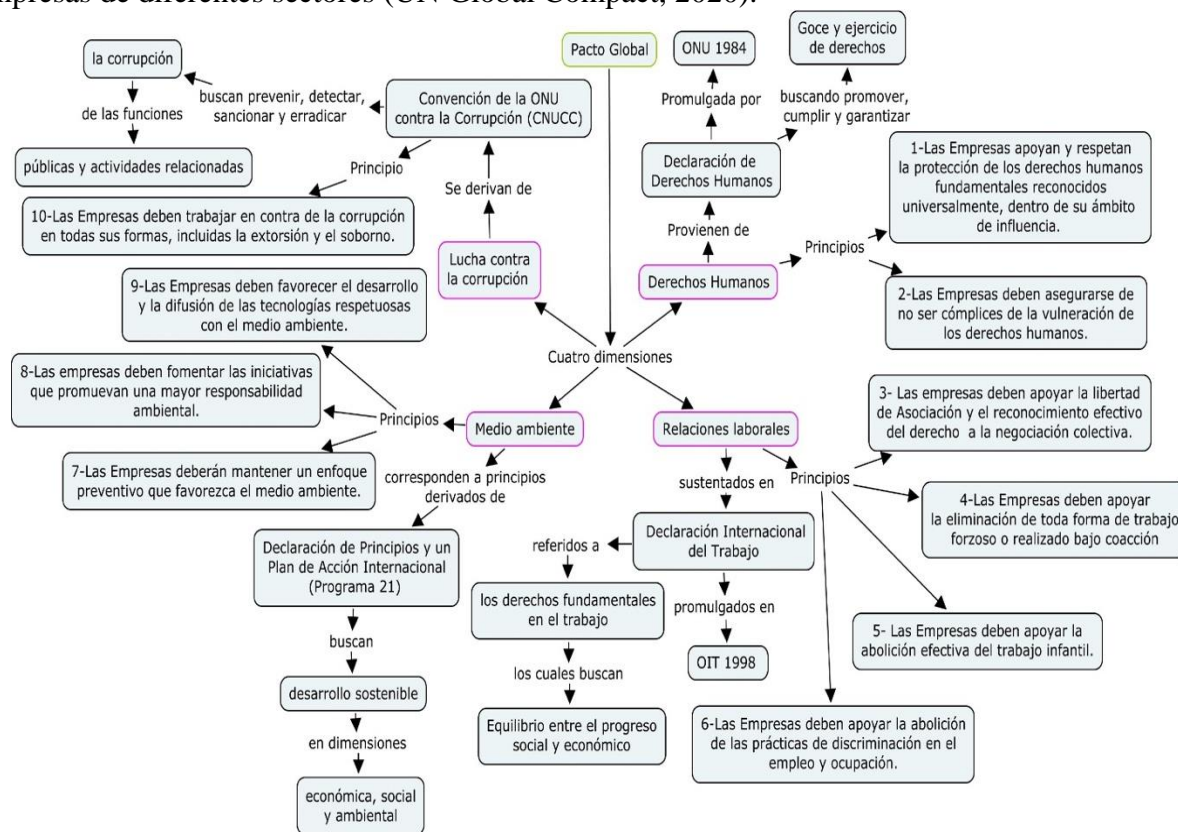 mpresas de diferentes sectores (UN Global Compact, 2020).
Pacto Global
Cuatro dimensiones
Lucha contra
la corrupción
Se derivan de
Convención de la ONU
contra la Corrupción (CNUCC)
buscan prevenir, detectar,
sancionar y erradicar
la corrupción
de las funciones
públicas y actividades relacionadas
Principio
10-Las Empresas deben trabajar en contra de la corrupción
en todas sus formas, incluidas la extorsión y el soborno.
Derechos Humanos
Provienen de
Declaración de
Derechos Humanos
Promulgada por
ONU 1984
buscando promover,
cumplir y garantizar
Goce y ejercicio
de derechos
Principios
1-Las Empresas apoyan y respetan
la protección de los derechos humanos
fundamentales reconocidos
universalmente, dentro de su ámbito
de influencia.
2-Las Empresas deben asegurarse de
no ser cómplices de la vulneración de
los derechos humanos.
Medio ambiente
Principios
9-Las Empresas deben favorecer el desarrollo
y la difusión de las tecnologías respetuosas
con el medio ambiente.
8-Las empresas deben fomentar las iniciativas
que promuevan una mayor responsabilidad
ambiental.
7-Las Empresas deberán mantener un enfoque
preventivo que favorezca el medio ambiente.
corresponden a principios
derivados de
Declaración de Principios y un
Plan de Acción Internacional
(Programa 21)
buscan
desarrollo sostenible
en dimensiones
económica, social
y ambiental
Relaciones laborales
sustentados en
Declaración Internacional
del Trabajo
referidos a
los derechos fundamentales
en el trabajo
los cuales buscan
Equilibrio entre el progreso
social y económico
promulgados en
OIT 1998
Principios
3- Las empresas deben apoyar la libertad
de Asociación y el reconocimiento efectivo
del derecho a la negociación colectiva.
4-Las Empresas deben apoyar
la eliminación de toda forma de trabajo
forzoso o realizado bajo coacción
5- Las Empresas deben apoyar la
abolición efectiva del trabajo infantil.
6-Las Empresas deben apoyar la abolición
de las prácticas de discriminación en el
empleo y ocupación.